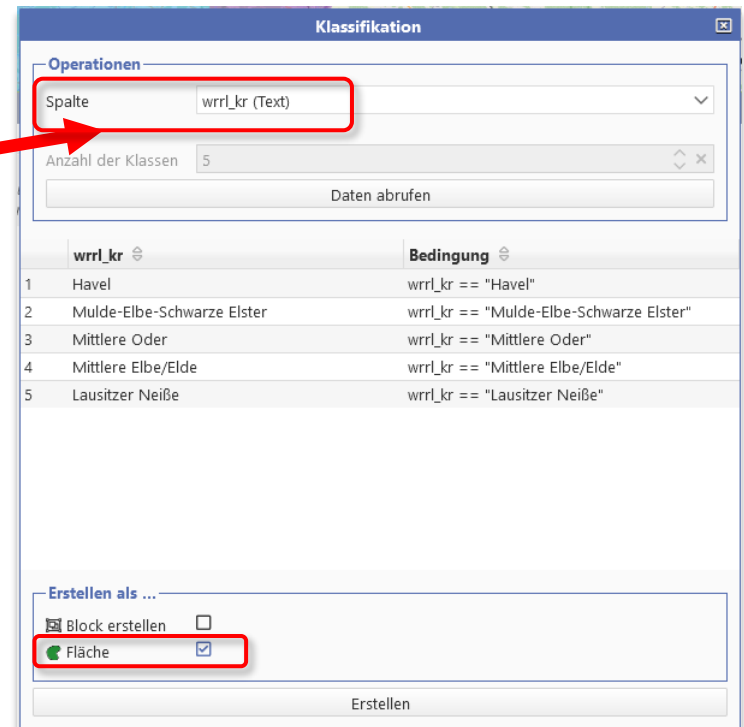 Klassifikation
Operationen
Spalte wrrl_kr (Text)
Anzahl der Klassen 5
Daten abrufen
wrrl_kr Bedingung
1 Havel wrrl_kr == "Havel"
2 Mulde-Elbe-Schwarze Elster wrrl_kr == "Mulde-Elbe-Schwarze Elster"
3 Mittlere Oder wrrl_kr == "Mittlere Oder"
4 Mittlere Elbe/Elde wrrl_kr == "Mittlere Elbe/Elde"
5 Lausitzer Neiße wrrl_kr == "Lausitzer Neiße"
Erstellen als ...
Block erstellen
Fläche
Erstellen